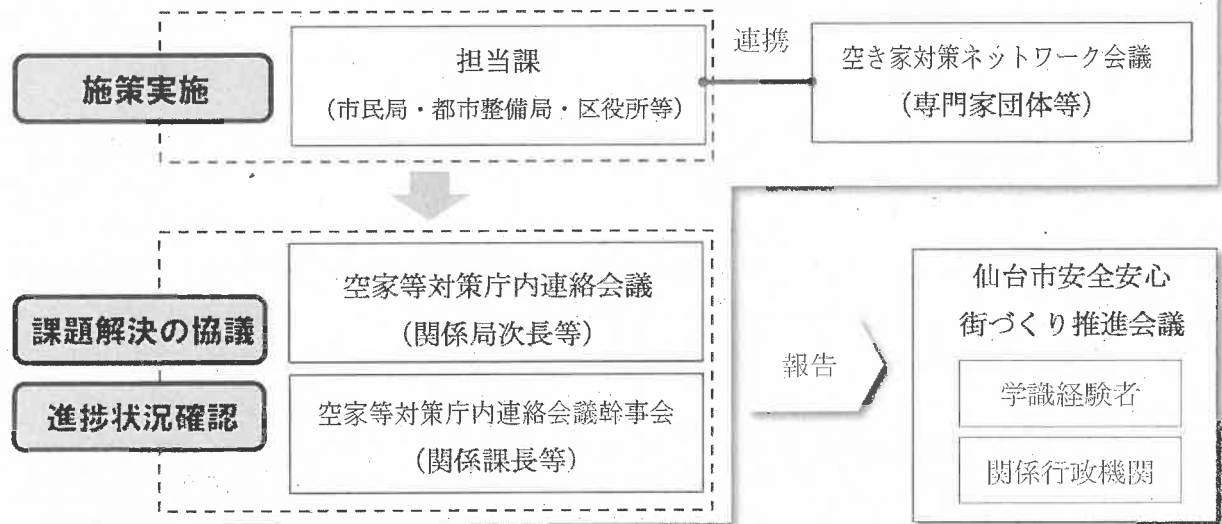 施策実施
担当課
(市民局・都市整備局・区役所等)
連携
空き家対策ネットワーク会議
(専門家団体等)
課題解決の協議
進捗状況確認
空家等対策庁内連絡会議
(関係局次長等)
空家等対策庁内連絡会議幹事会
(関係課長等)
報告
仙台市安全安心
街づくり推進会議
学識経験者
関係行政機関